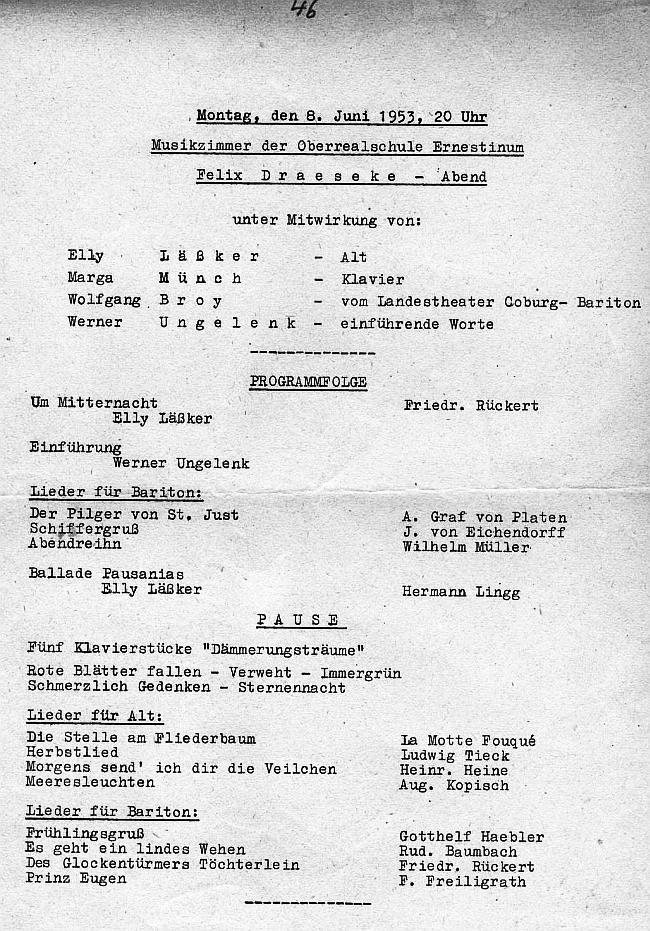 46
Montag, den 8. Juni 1953, 20 Uhr
Musikzimmer der Oberrealschule Ernestinum
Felix D r a e s e k e - Abend
unter Mitwirkung von:
Elly L ä ß k e r - Alt
Marga M ü n c h - Klavier
Wolfgang B r o y - vom Landestheater Coburg- Bariton
Werner U n g e l e n k - einführende Worte
PROGRAMMFOLGE
Um Mitternacht Friedr. Rückert
Elly Läßker
Einführung
Werner Ungelenk
Lieder für Bariton:
Der Pilger von St. Just A. Graf von Platen
Schiffergruß J. von Eichendorff
Abendreihn Wilhelm Müller
Ballade Pausanias
Elly Läßker Hermann Lingg
P A U S E
Fünf Klavierstücke "Dämmerungsträume"
Rote Blätter fallen - Verweht - Immergrün
Schmerzlich Gedenken - Sternennacht
Lieder für Alt:
Die Stelle am Fliederbaum La Motte Fouqué
Herbstlied Ludwig Tieck
Morgens send' ich dir die Veilchen Heinr. Heine
Meeresleuchten Aug. Kopisch
Lieder für Bariton:
Frühlingsgruß Gotthelf Haebler
Es geht ein lindes Wehen Rud. Baumbach
Des Glockentürmers Töchterlein Friedr. Rückert
Prinz Eugen F. Freiligrath